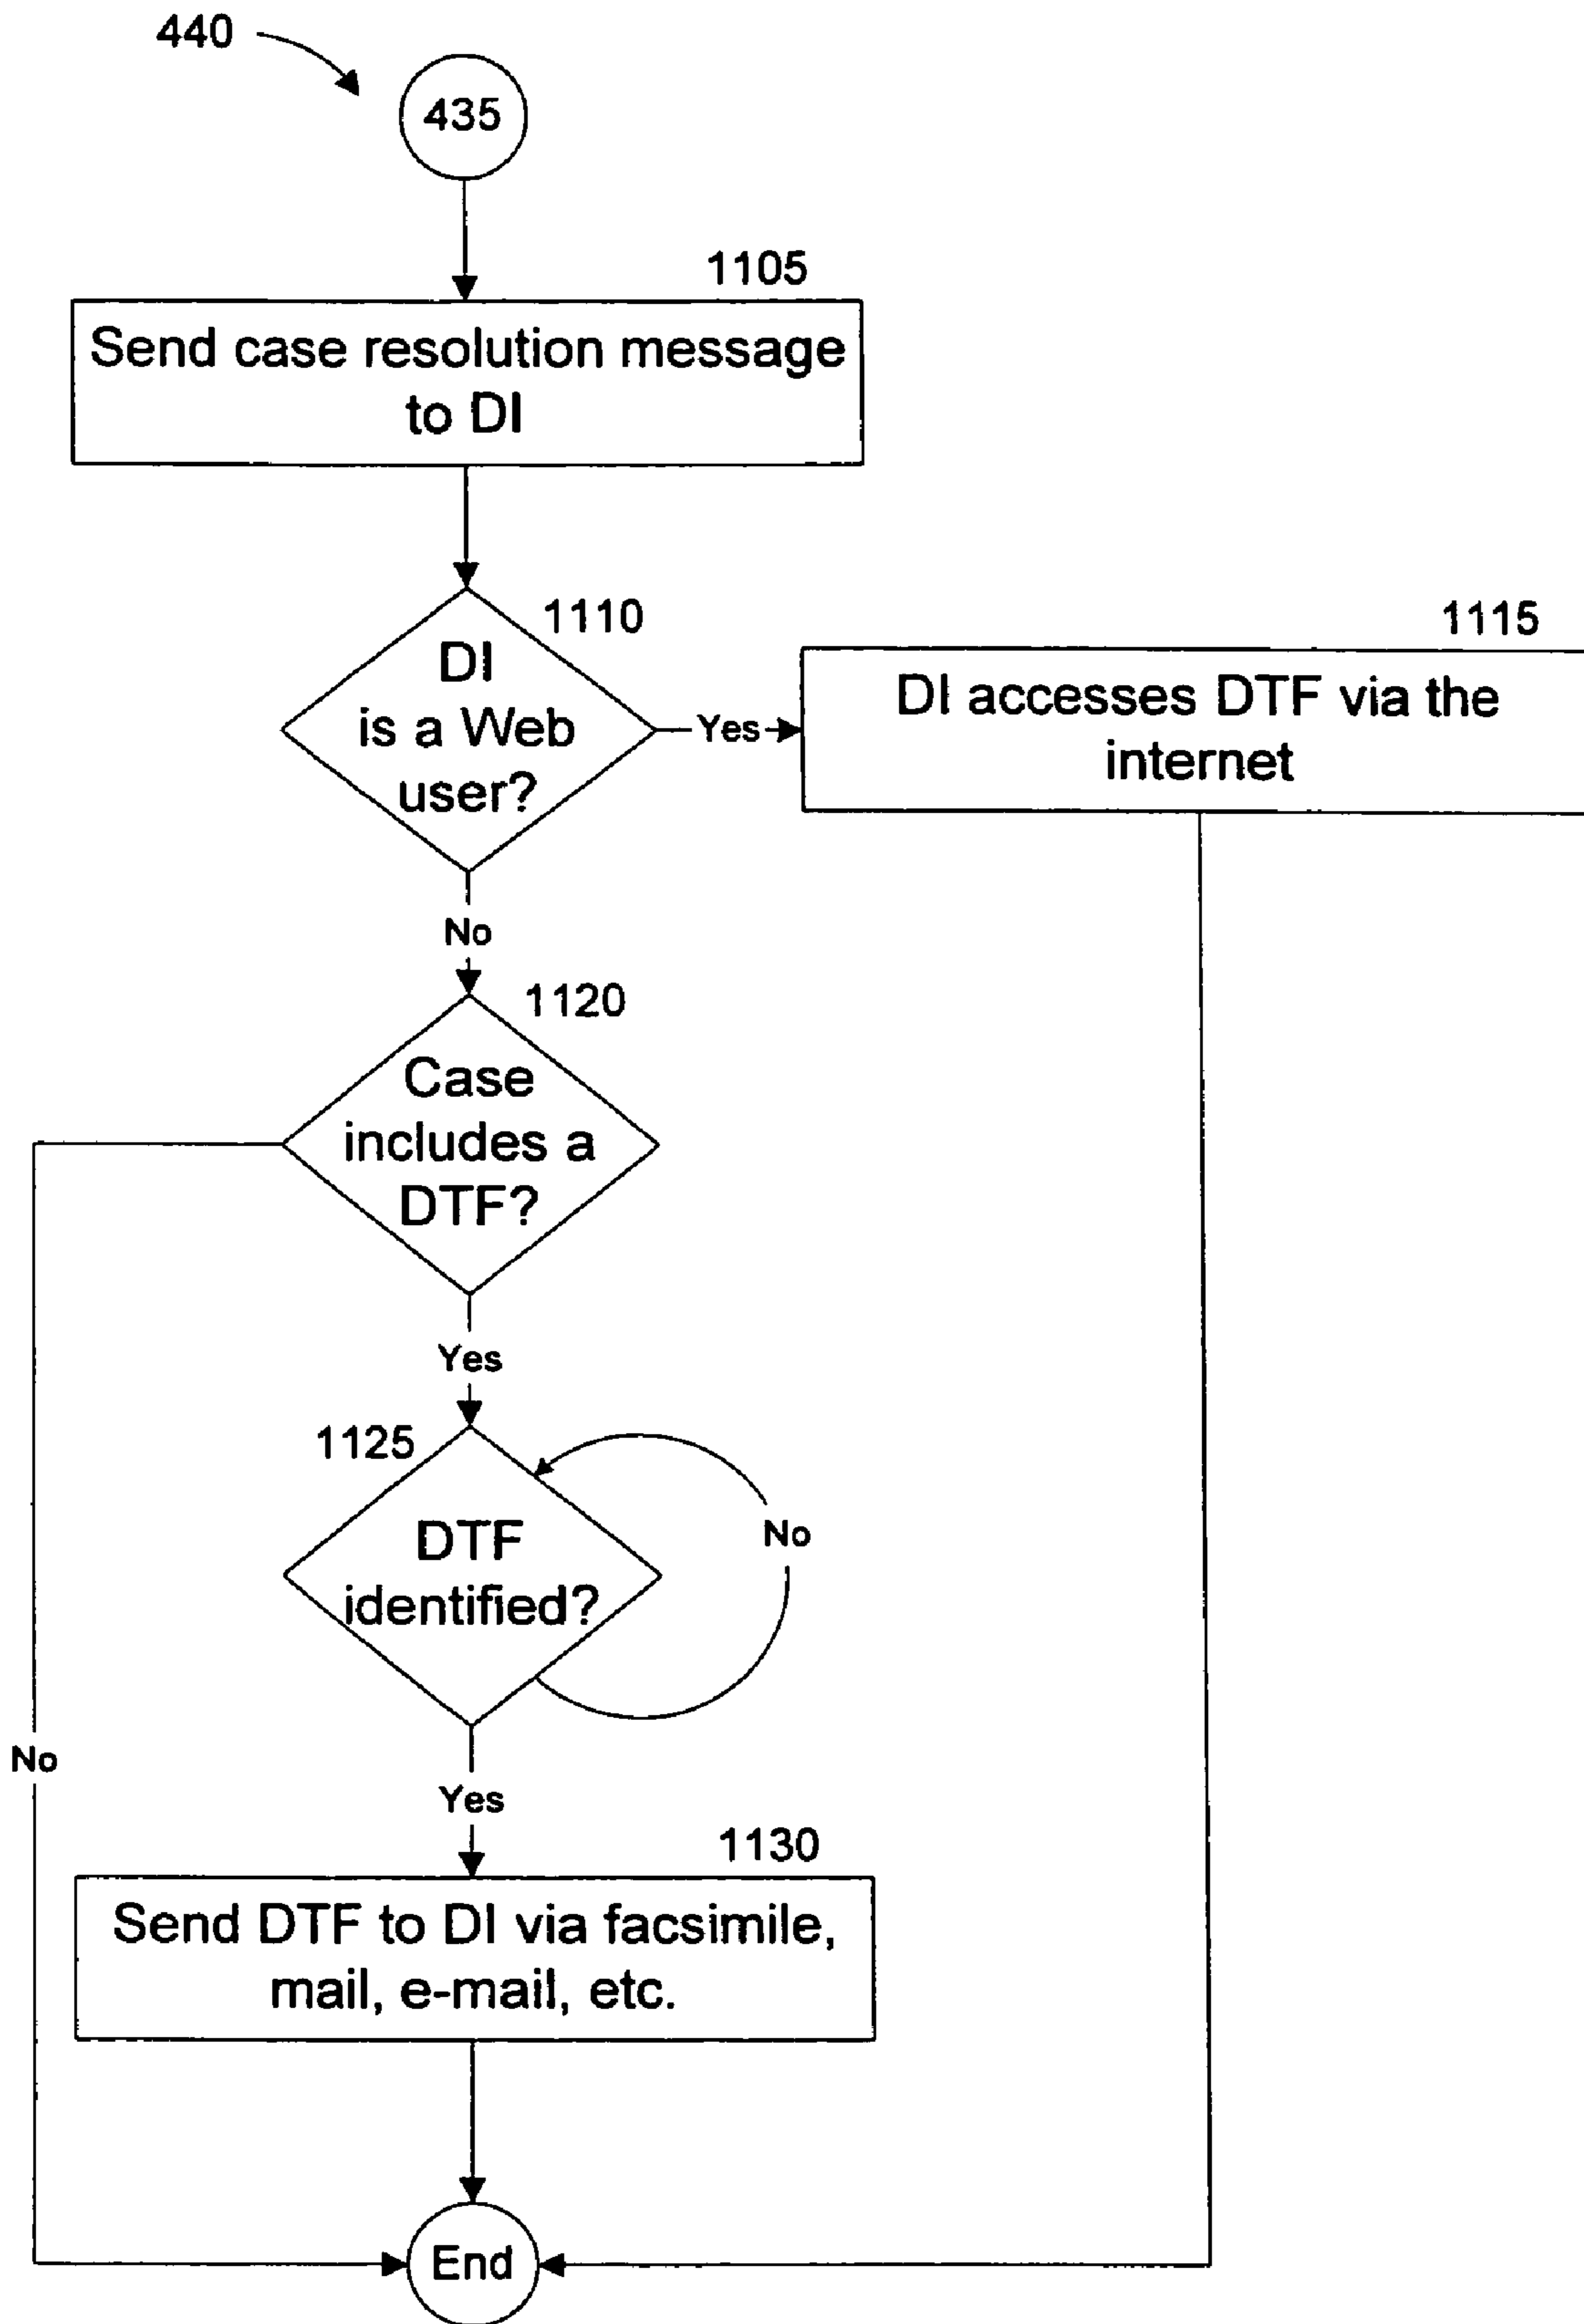 440
435
1105
Send case resolution message
to DI
1110
DI
is a Web
user?
Yes
1115
DI accesses DTF via the
internet
No
1120
Case
includes a
DTF?
Yes
1125
DTF
identified?
No
No
Yes
1130
Send DTF to DI via facsimile,
mail, e-mail, etc.
End